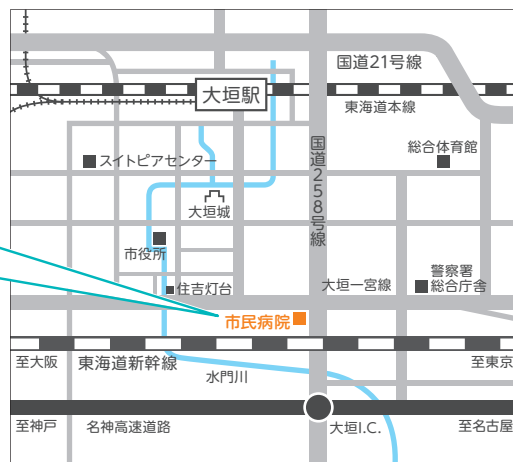 国道21号線
大垣駅
東海道本線
国道258号線
総合体育館
スイトピアセンター
大垣城
市役所
警察署
総合庁舎
住吉灯台
大垣一宮線
市民病院
至大阪
東海道新幹線
水門川
至東京
至神戸
名神高速道路
大垣I.C.
至名古屋